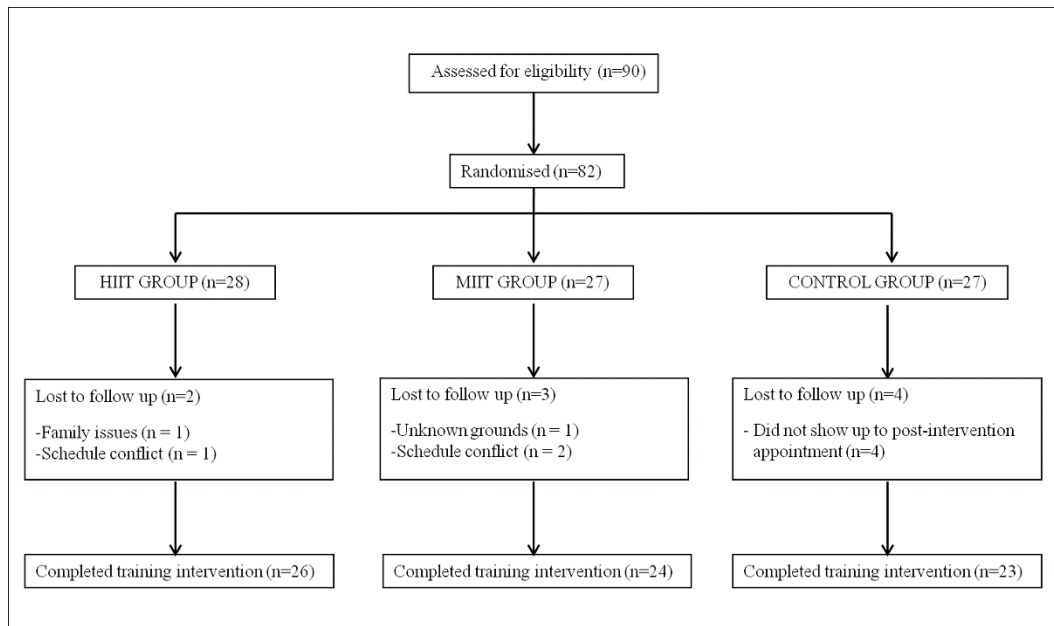 Assessed for eligibility (n=90)
Randomised (n=82)
HIIT GROUP (n=28)
MIIT GROUP (n=27)
CONTROL GROUP (n=27)
Lost to follow up (n=2)
-Family issues (n = 1)
-Schedule conflict (n = 1)
Lost to follow up (n=3)
-Unknown grounds (n = 1)
-Schedule conflict (n = 2)
Lost to follow up (n=4)
- Did not show up to post-intervention
appointment (n=4)
Completed training intervention (n=26)
Completed training intervention (n=24)
Completed training intervention (n=23)